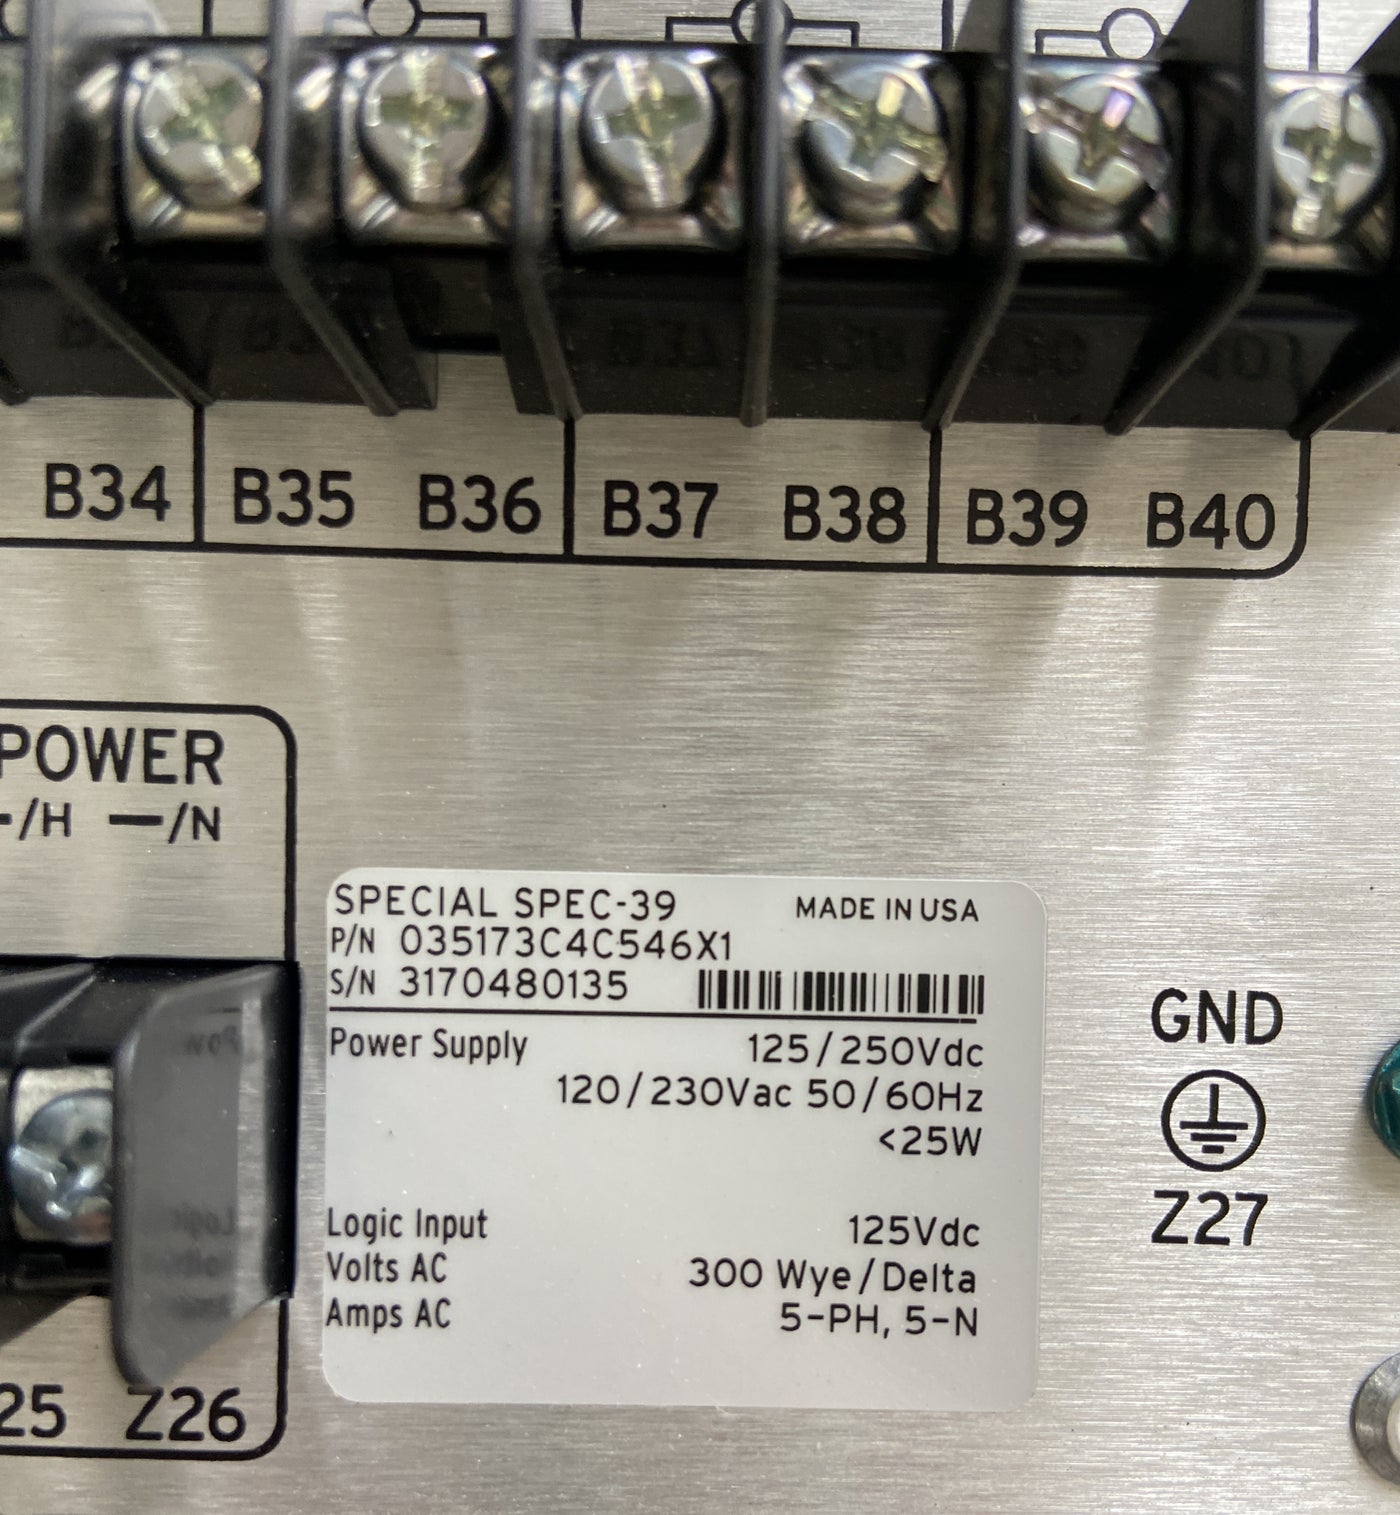 B34 B35 B36 B37 B38 B39 B40
POWER
/H —/N
SPECIAL SPEC-39 MADE IN USA
P/N 035173C4C546X1
S/N 3170480135
Power Supply 125/250Vdc
120/230Vac 50/60Hz
<25W
Logic Input 125Vdc
Volts AC 300 Wye/Delta
Amps AC 5-PH, 5-N
GND
Z27
25 Z26